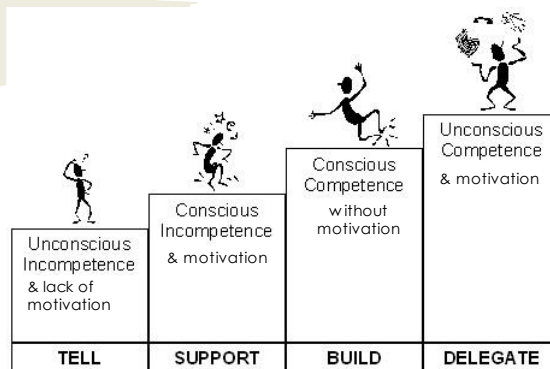 Unconscious
Incompetence
& lack of
motivation
TELL
Conscious
Incompetence
& motivation
SUPPORT
Conscious
Competence
without
motivation
BUILD
Unconscious
Competence
& motivation
DELEGATE